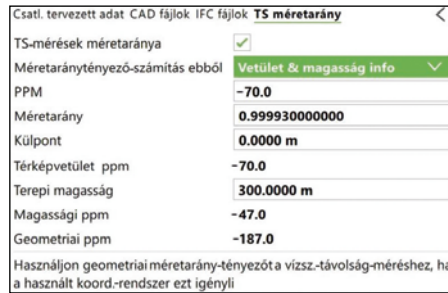 Csatl. tervezett adat CAD fájlok IFC fájlok TS méretarány <
TS-mérések méretaránya
Méretaránytényező-számítás ebből Vetület & magasság info
PPM -70.0
Méretarány 0.999930000000
Külpont 0.0000 m
Térképvetület ppm -70.0
Terepi magasság 300.0000 m
Magassági ppm -47.0
Geometriai ppm -187.0
Használjon geometriai méretarány-tényezőt a vízsz.-távolság-méréshez, ha
a használt koord.-rendszer ezt igényli